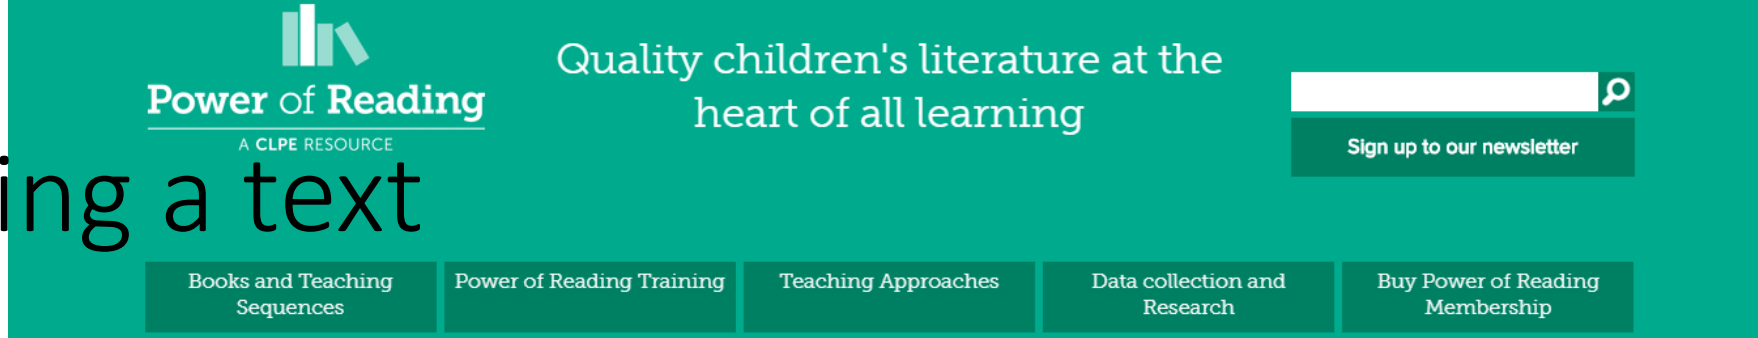 Quality children's literature at the
heart of all learning
Power of Reading
A CLPE RESOURCE
Sign up to our newsletter
ing a text
Books and Teaching
Sequences
Power of Reading Training
Teaching Approaches
Data collection and
Research
Buy Power of Reading
Membership